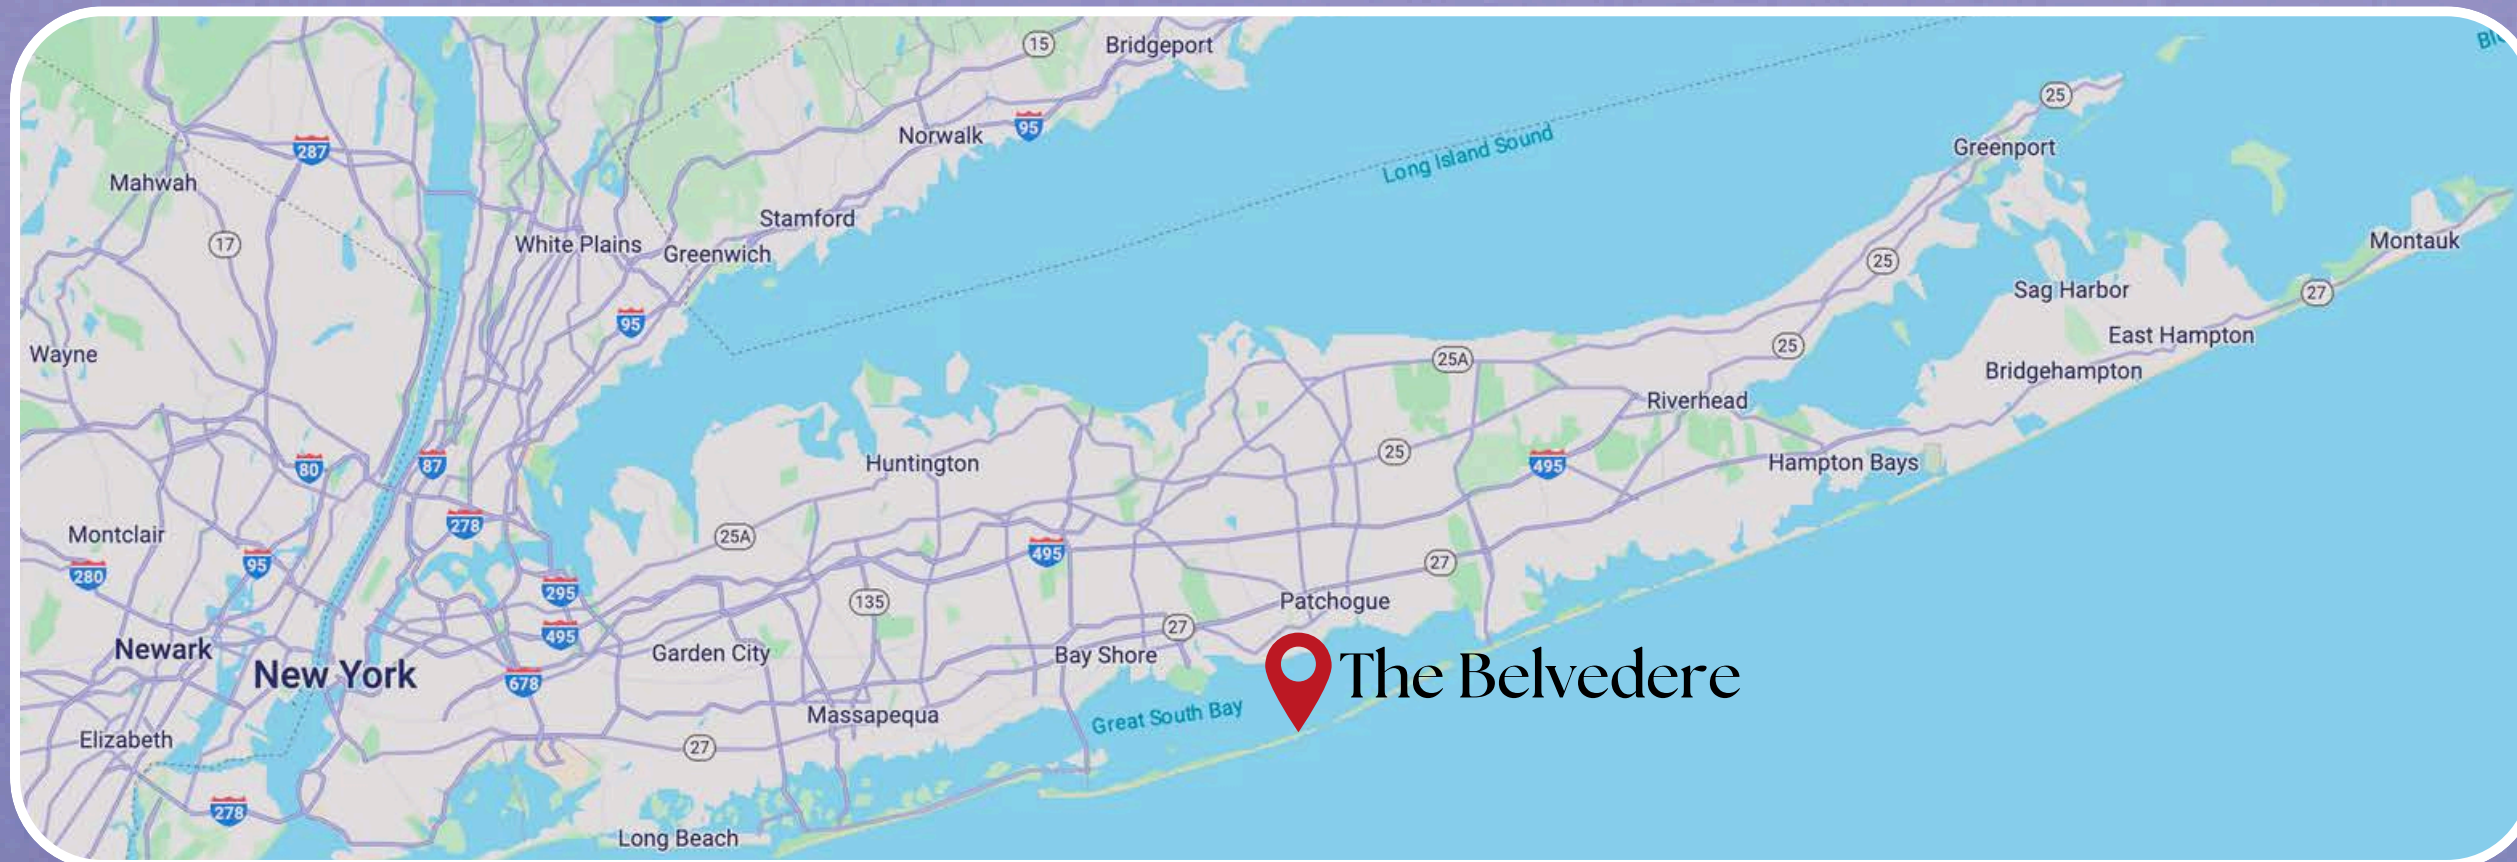 15
Bridgeport
95
Norwalk
25
Greenport
287
Mahwah
Long Island Sound
Stamford
17
White Plains
Greenwich
25
Montauk
Sag Harbor
27
95
East Hampton
Wayne
25A
25
Bridgehampton
Riverhead
25
80
87
Huntington
495
Hampton Bays
278
25A
Montclair
495
27
95
280
295
135
Patchogue
27
495
Newark
New York
678
Garden City
Bay Shore
The Belvedere
Massapequa
Great South Bay
Elizabeth
27
278
Long Beach